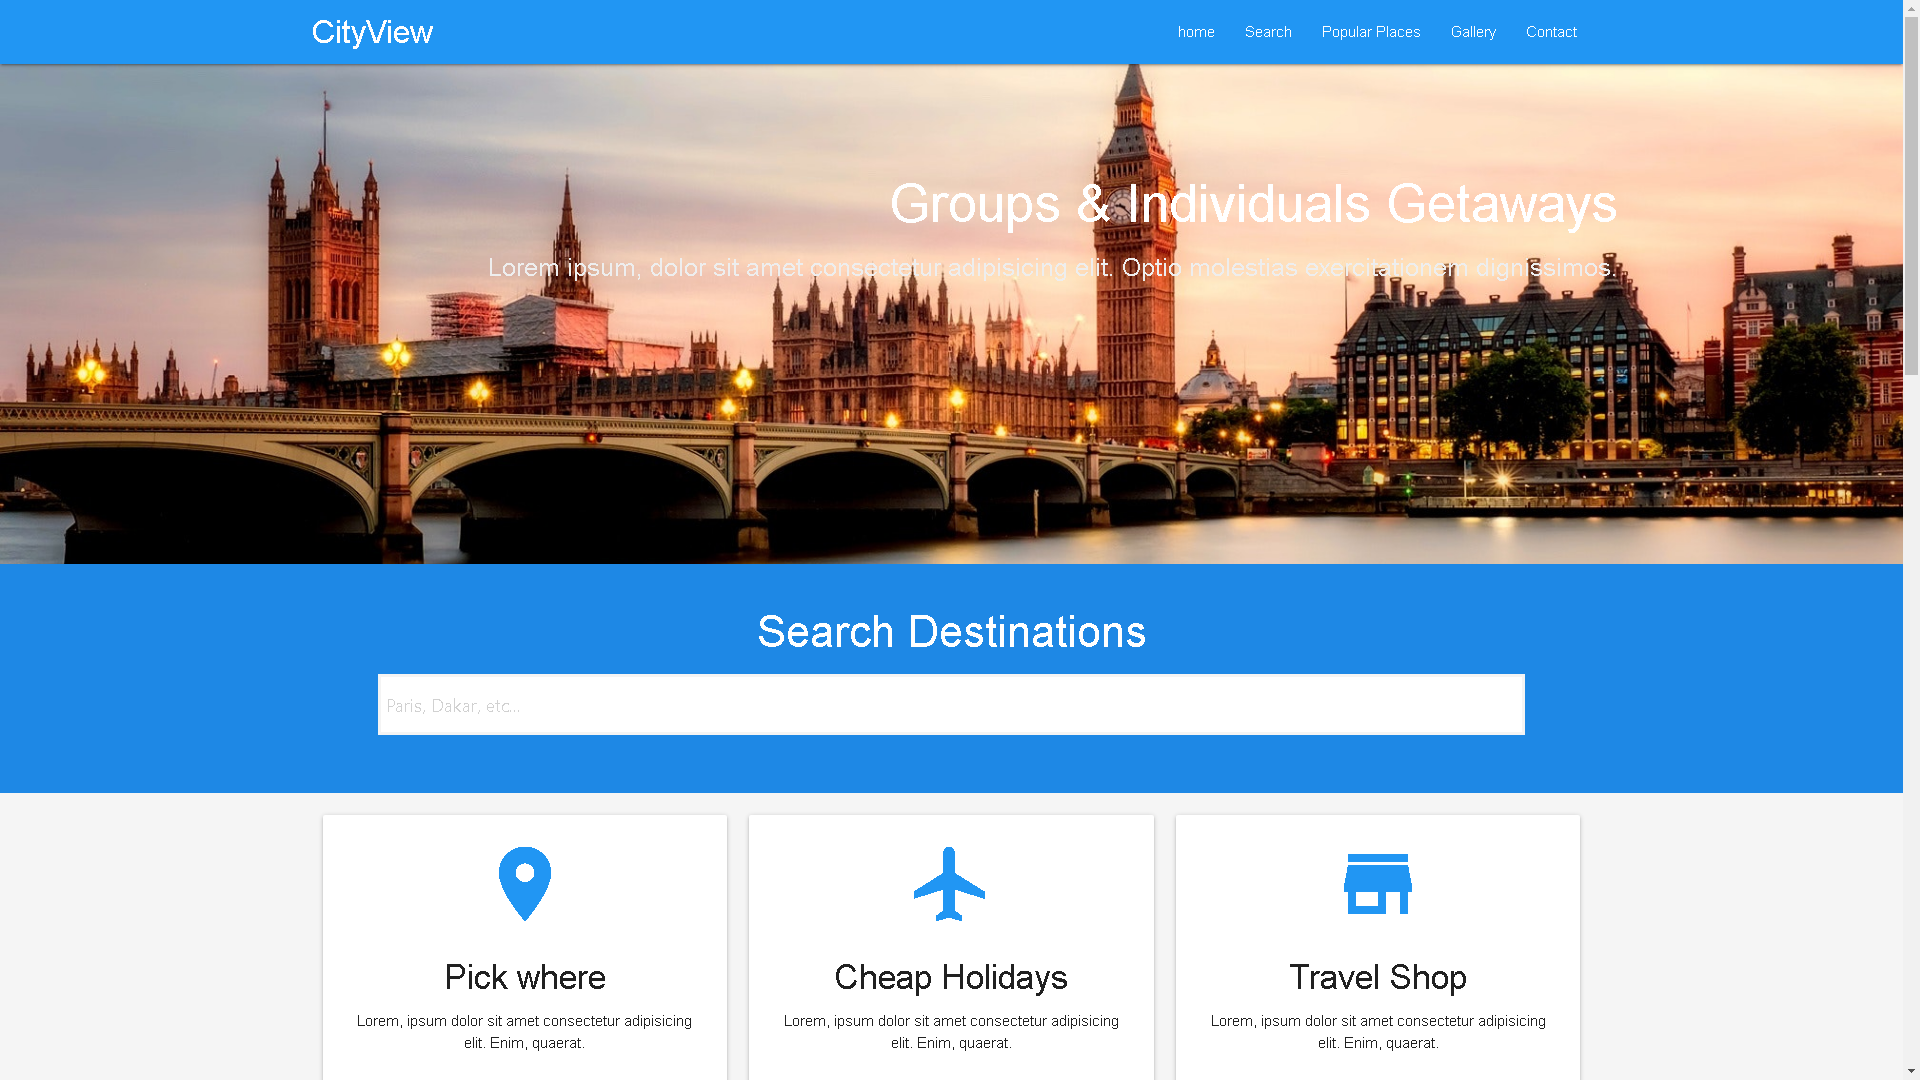 CityView
home Search Popular Places Gallery Contact
Groups & Individuals Getaways
Lorem ipsum, dolor sit amet consectetur adipisicing elit. Optio molestias exercitationem dignissimos.
Search Destinations
Paris, Dakar, etc...
Pick where
Lorem, ipsum dolor sit amet consectetur adipisicing
elit. Enim, quaerat.
Cheap Holidays
Lorem, ipsum dolor sit amet consectetur adipisicing
elit. Enim, quaerat.
Travel Shop
Lorem, ipsum dolor sit amet consectetur adipisicing
elit. Enim, quaerat.